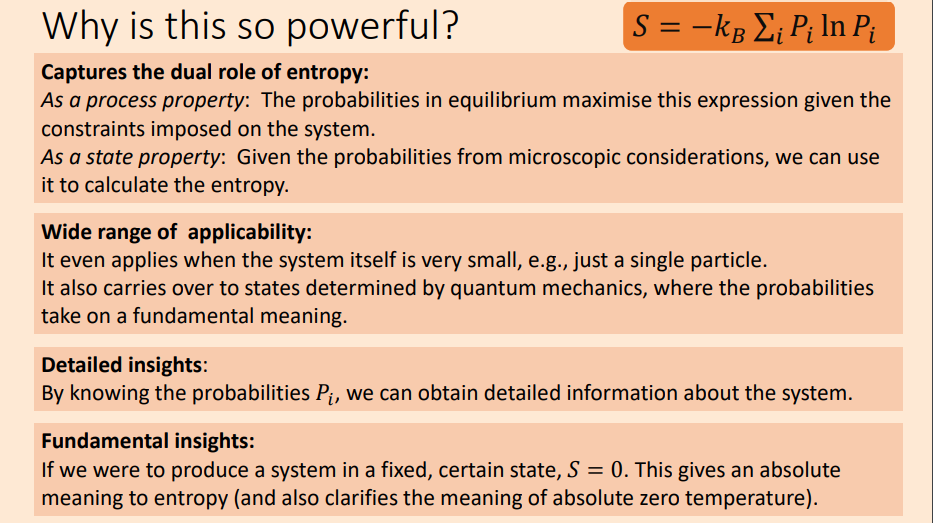 Why is this so powerful?
S = −k_B ∑_i P_i ln P_i
Captures the dual role of entropy:
As a process property: The probabilities in equilibrium maximise this expression given the
constraints imposed on the system.
As a state property: Given the probabilities from microscopic considerations, we can use
it to calculate the entropy.
Wide range of applicability:
It even applies when the system itself is very small, e.g., just a single particle.
It also carries over to states determined by quantum mechanics, where the probabilities
take on a fundamental meaning.
Detailed insights:
By knowing the probabilities P_i, we can obtain detailed information about the system.
Fundamental insights:
If we were to produce a system in a fixed, certain state, S = 0. This gives an absolute
meaning to entropy (and also clarifies the meaning of absolute zero temperature).